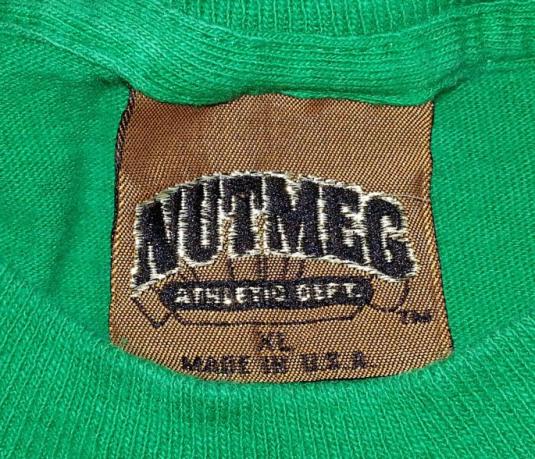 NUTMEG
ATHLETIC DEPT.
TM
XL
MADE IN U.S.A